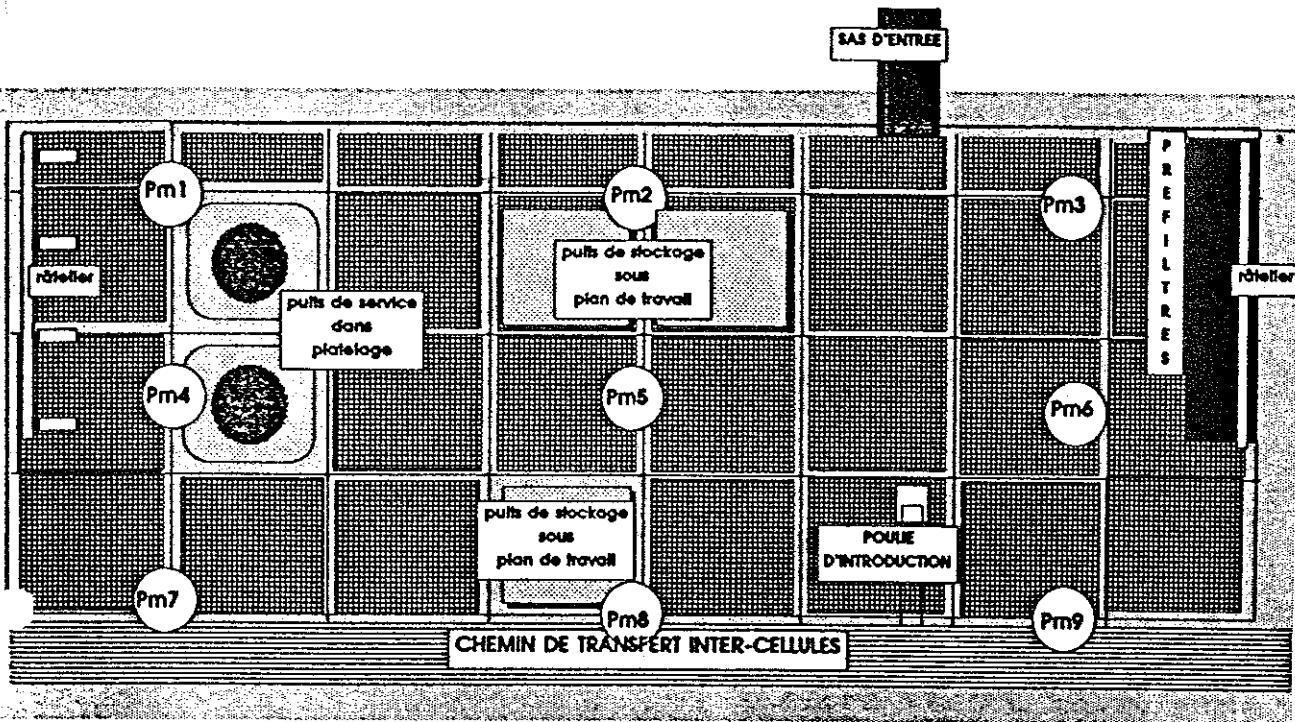 SAS D'ENTREE
Pm1
Pm2
Pm3
râtelier
puits de service
dans
platelage
puits de stockage
sous
plan de travail
PREFILTRES
râtelier
Pm4
Pm5
Pm6
puits de stockage
sous
plan de travail
POULIE
D'INTRODUCTION
Pm7
Pm8
Pm9
CHEMIN DE TRANSFERT INTER-CELLULES